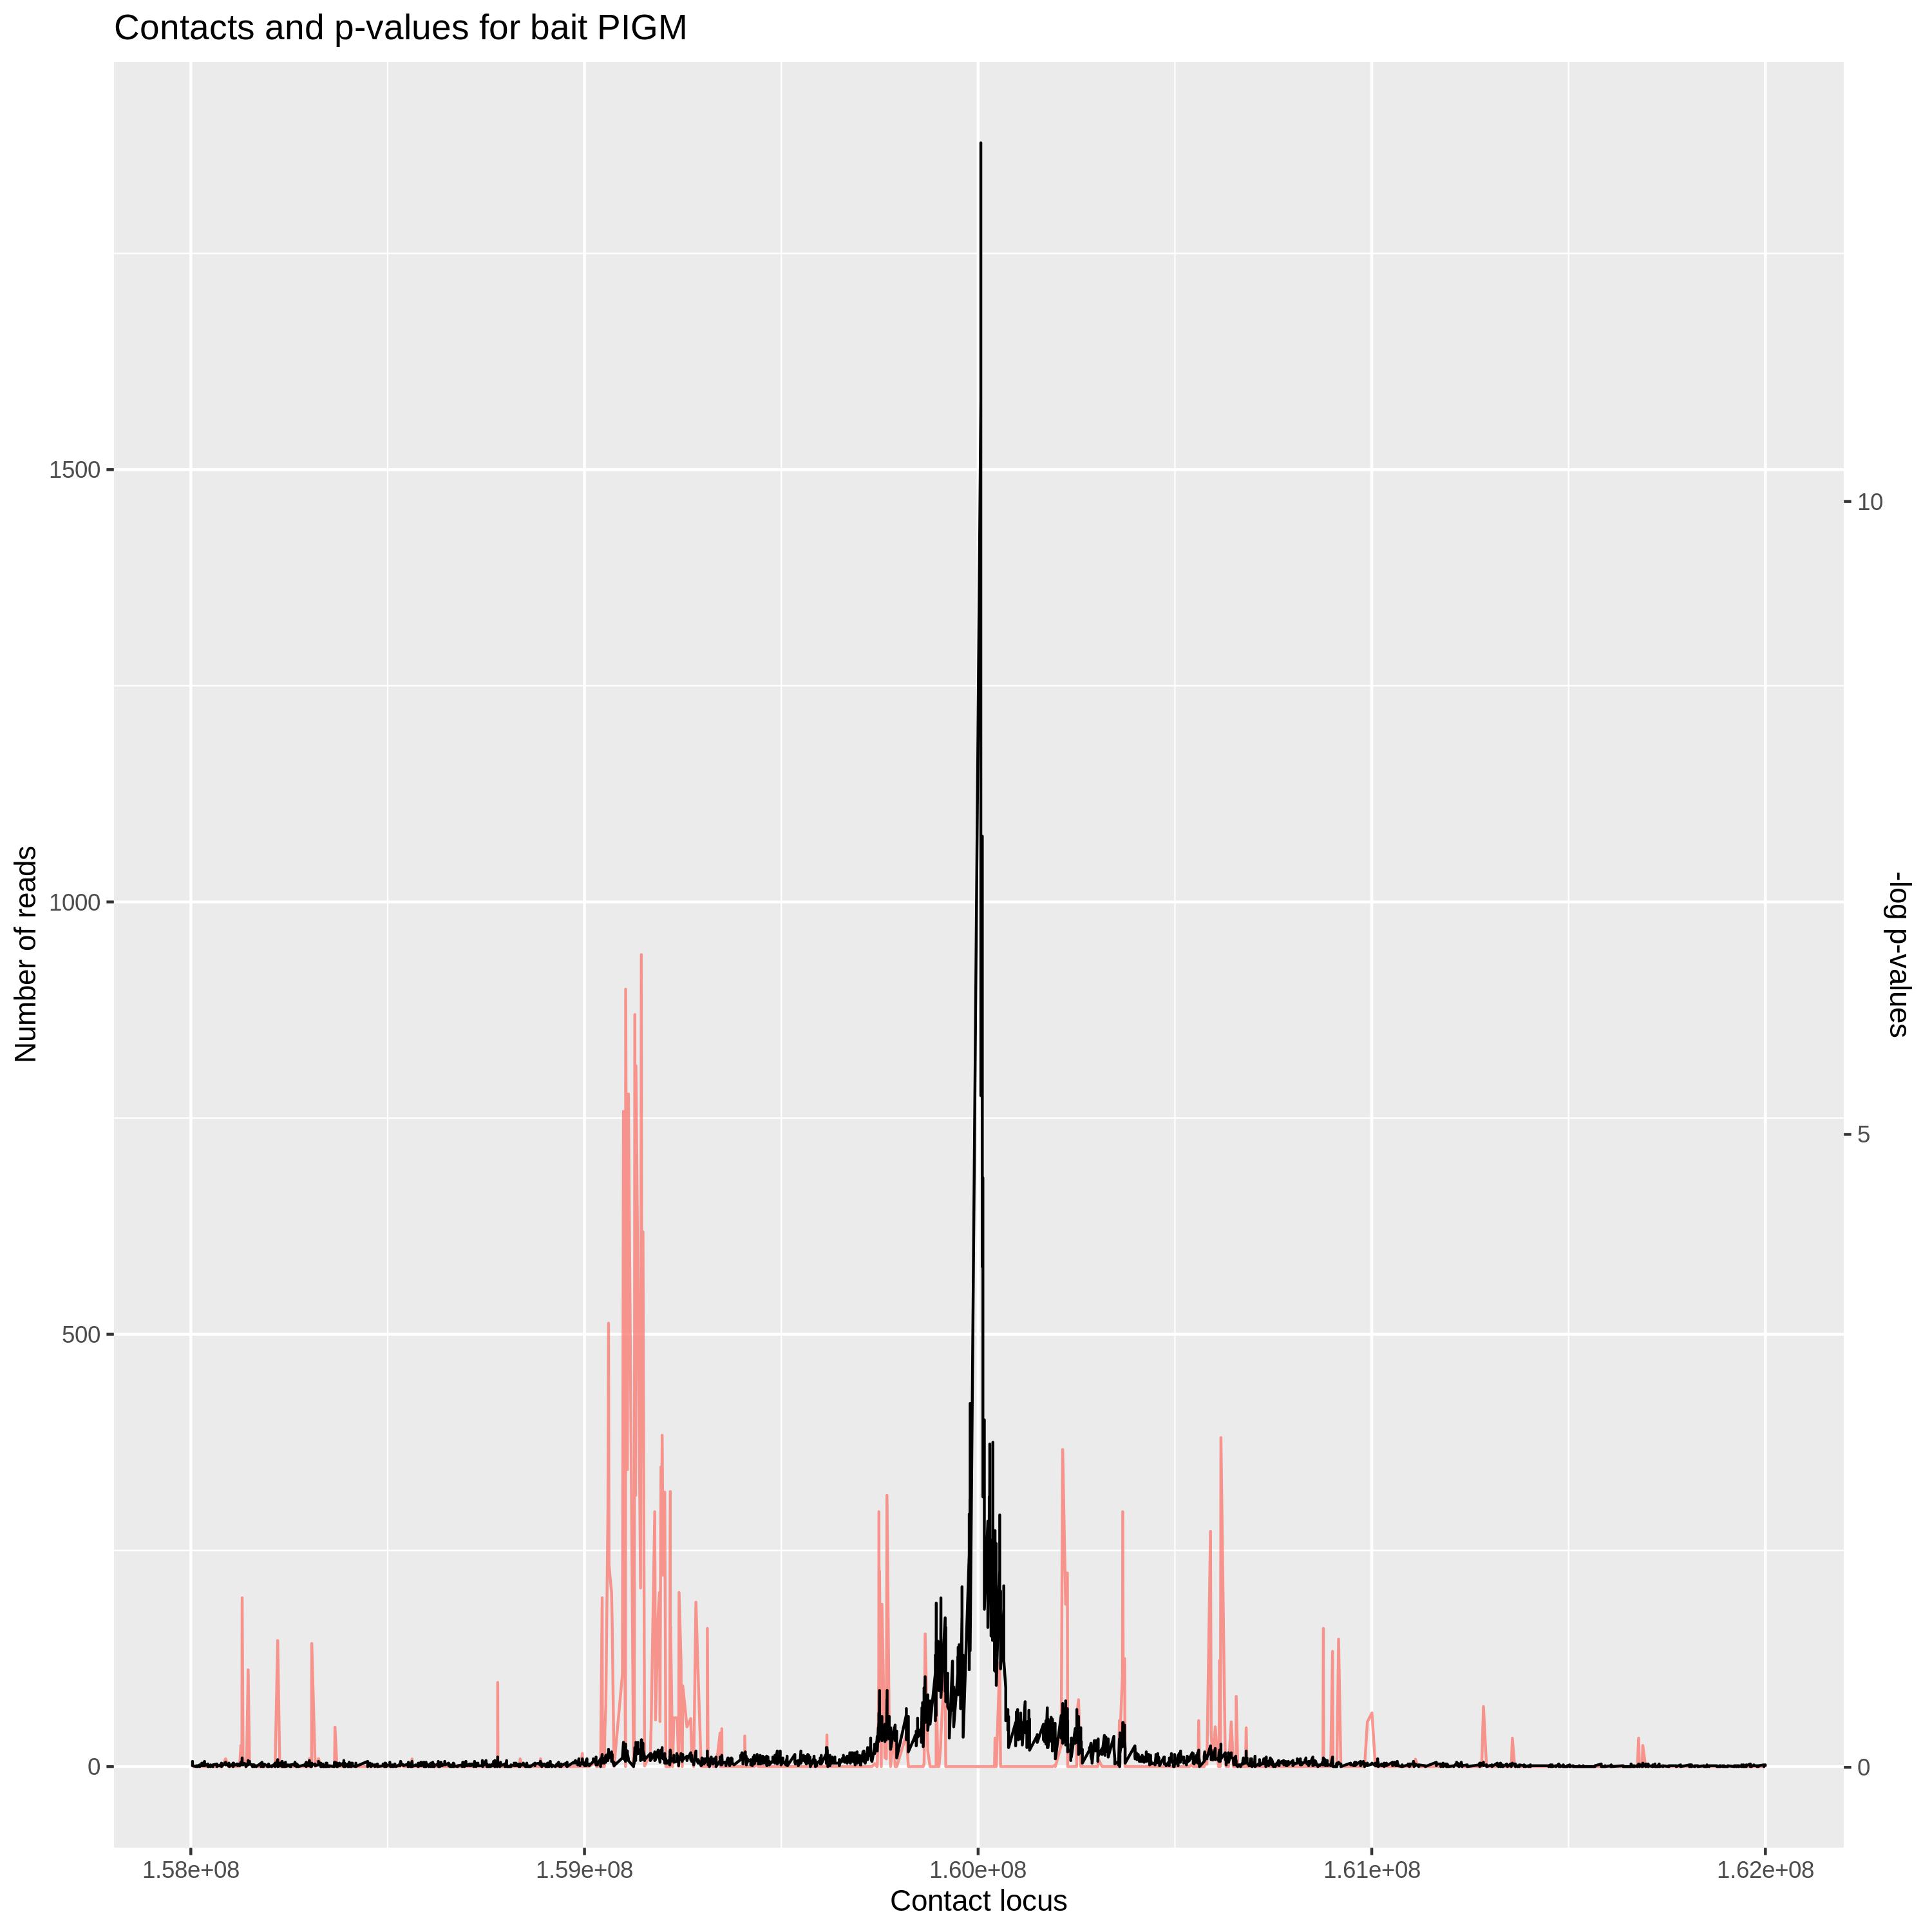 Contacts and p-values for bait PIGM
Number of reads
1500
1000
500
0
10
5
0
-log p-values
1.58e+08
1.59e+08
1.60e+08
1.61e+08
1.62e+08
Contact locus